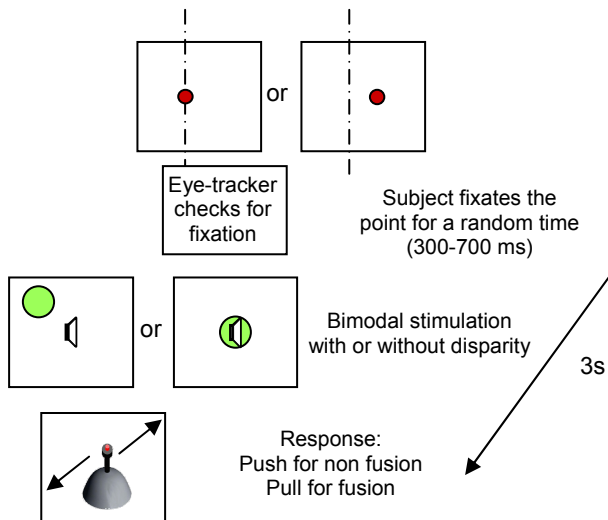 or
Eye-tracker
checks for
fixation
Subject fixates the
point for a random time
(300-700 ms)
or
Bimodal stimulation
with or without disparity
3s
Response:
Push for non fusion
Pull for fusion